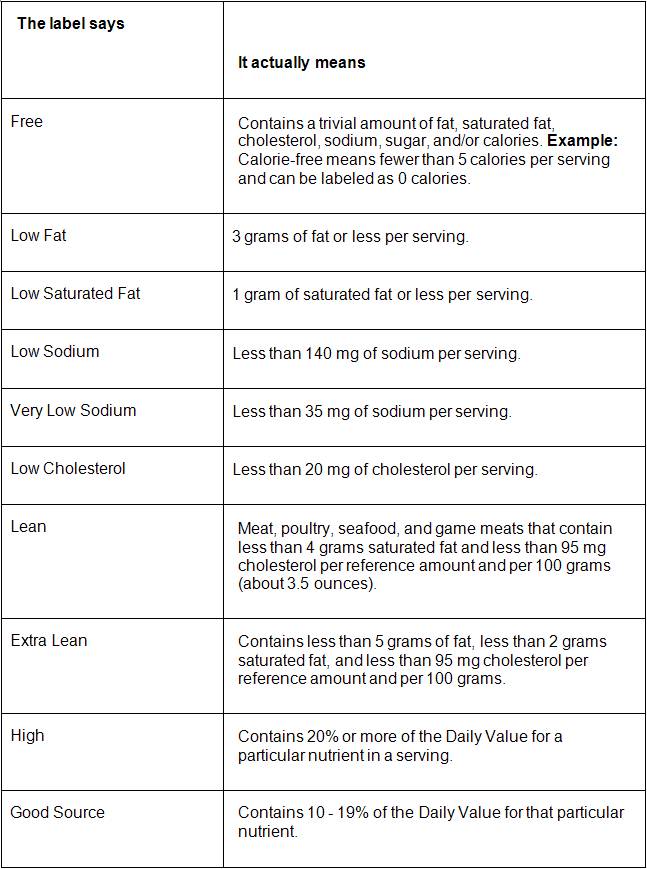 The label says
It actually means
Free
Contains a trivial amount of fat, saturated fat,
cholesterol, sodium, sugar, and/or calories. Example:
Calorie-free means fewer than 5 calories per serving
and can be labeled as 0 calories.
Low Fat
3 grams of fat or less per serving.
Low Saturated Fat
1 gram of saturated fat or less per serving.
Low Sodium
Less than 140 mg of sodium per serving.
Very Low Sodium
Less than 35 mg of sodium per serving.
Low Cholesterol
Less than 20 mg of cholesterol per serving.
Lean
Meat, poultry, seafood, and game meats that contain
less than 4 grams saturated fat and less than 95 mg
cholesterol per reference amount and per 100 grams
(about 3.5 ounces).
Extra Lean
Contains less than 5 grams of fat, less than 2 grams
saturated fat, and less than 95 mg cholesterol per
reference amount and per 100 grams.
High
Contains 20% or more of the Daily Value for a
particular nutrient in a serving.
Good Source
Contains 10 - 19% of the Daily Value for that particular
nutrient.